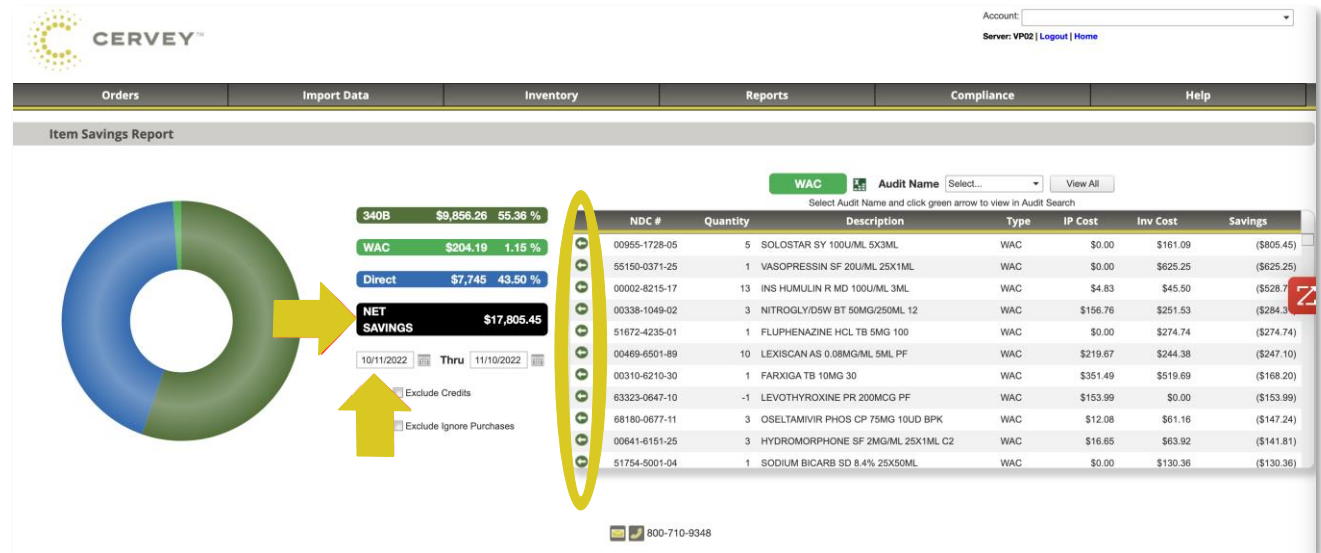 CERVEY™
Account:
Server: VP02 | Logout | Home
Orders Import Data Inventory Reports Compliance Help
Item Savings Report
WAC Audit Name Select... View All
Select Audit Name and click green arrow to view in Audit Search
340B $9,856.26 55.36 %
WAC $204.19 1.15 %
Direct $7,745 43.50 %
NET
SAVINGS $17,805.45
10/11/2022 Thru 11/10/2022
Exclude Credits
Exclude Ignore Purchases
NDC # Quantity Description Type IP Cost Inv Cost Savings
00955-1728-05 5 SOLOSTAR SY 100U/ML 5X3ML WAC $0.00 $161.09 ($805.45)
55150-0371-25 1 VASOPRESSIN SF 20U/ML 25X1ML WAC $0.00 $625.25 ($625.25)
00002-8215-17 13 INS HUMULIN R MD 100U/ML 3ML WAC $4.83 $45.50 ($528.7
00338-1049-02 3 NITROGLY/D5W BT 50MG/250ML 12 WAC $156.76 $251.53 ($284.3
51672-4235-01 1 FLUPHENAZINE HCL TB 5MG 100 WAC $0.00 $274.74 ($274.74)
00469-6501-89 10 LEXISCAN AS 0.08MG/ML 5ML PF WAC $219.67 $244.38 ($247.10)
00310-6210-30 1 FARXIGA TB 10MG 30 WAC $351.49 $519.69 ($168.20)
63323-0647-10 -1 LEVOTHYROXINE PR 200MCG PF WAC $153.99 $0.00 ($153.99)
68180-0677-11 3 OSELTAMIVIR PHOS CP 75MG 10UD BPK WAC $12.08 $61.16 ($147.24)
00641-6151-25 3 HYDROMORPHONE SF 2MG/ML 25X1ML C2 WAC $16.65 $63.92 ($141.81)
51754-5001-04 1 SODIUM BICARB SD 8.4% 25X50ML WAC $0.00 $130.36 ($130.36)
800-710-9348